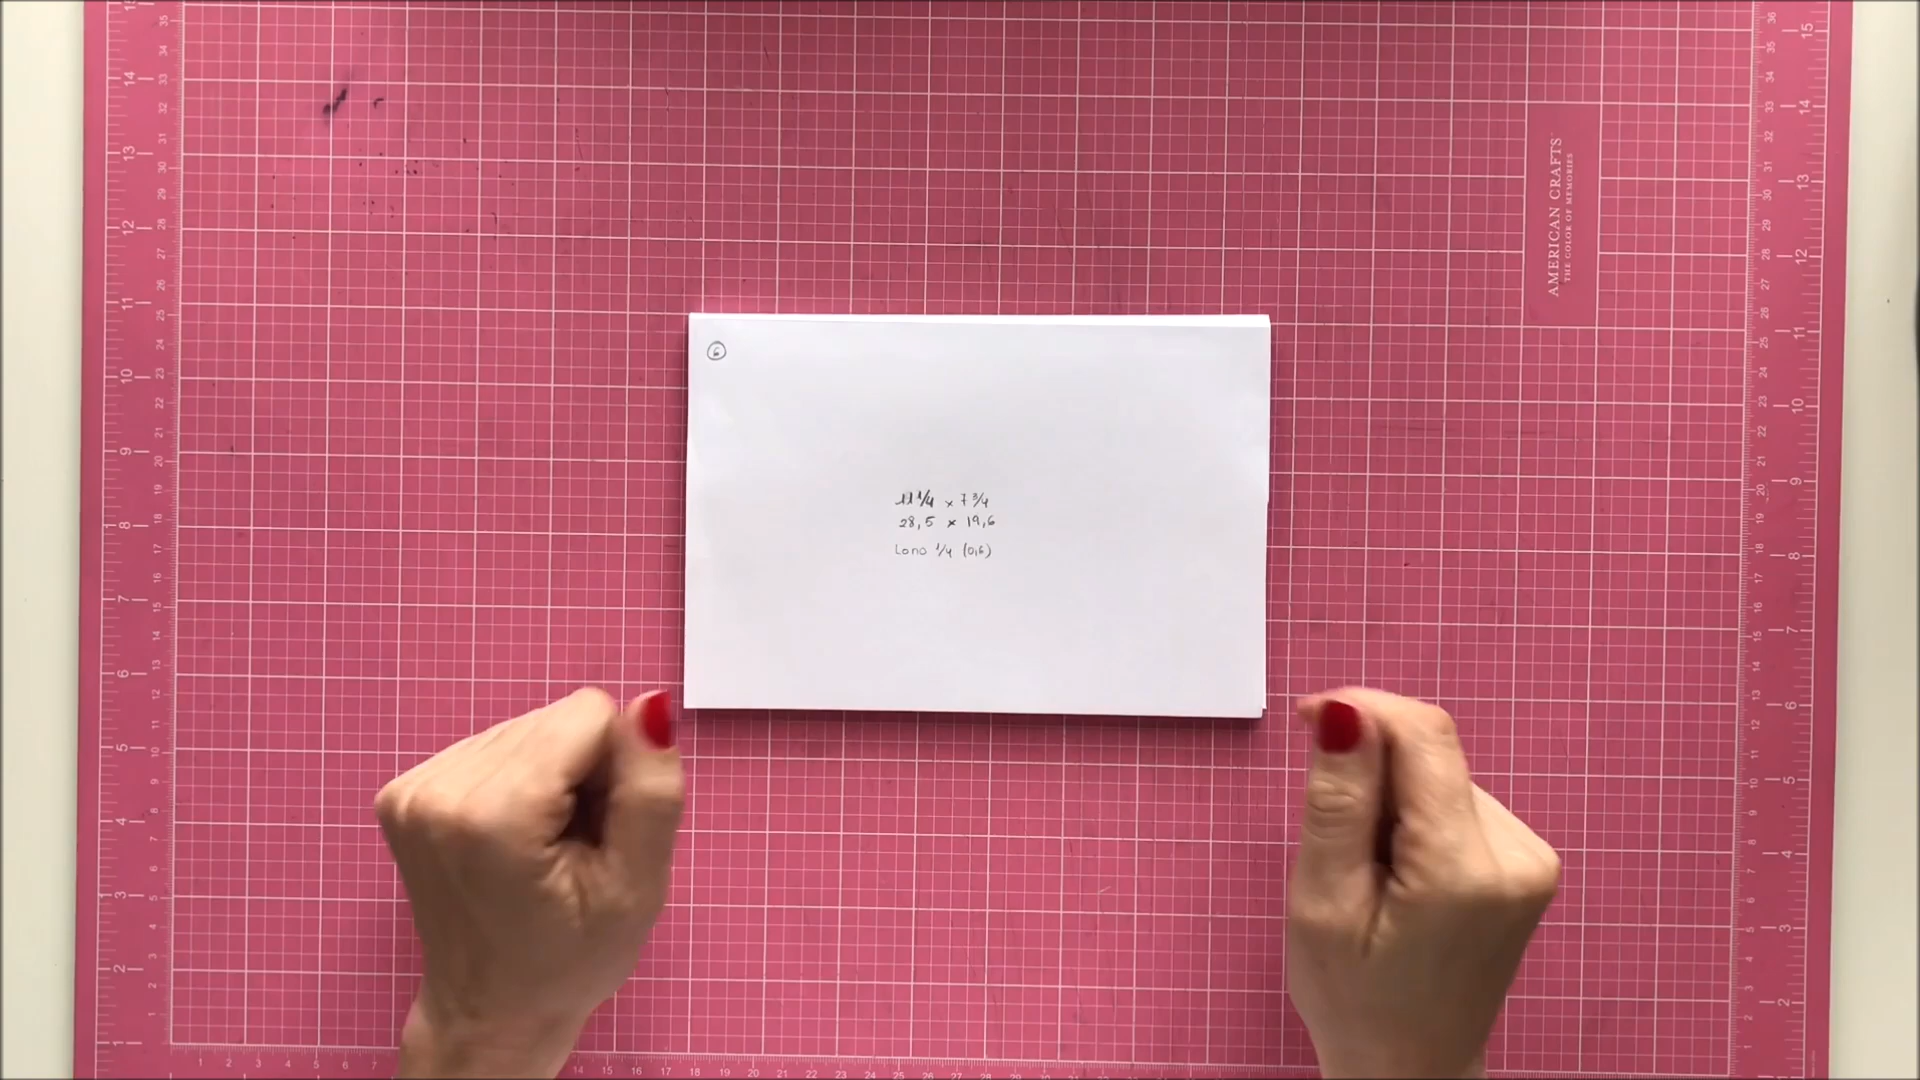 AMERICAN CRAFTS
THE COLOR OF MEMORIES
6
11 1/4 x 7 3/4
28,5 x 19,6
Lomo 1/4 (0,6)